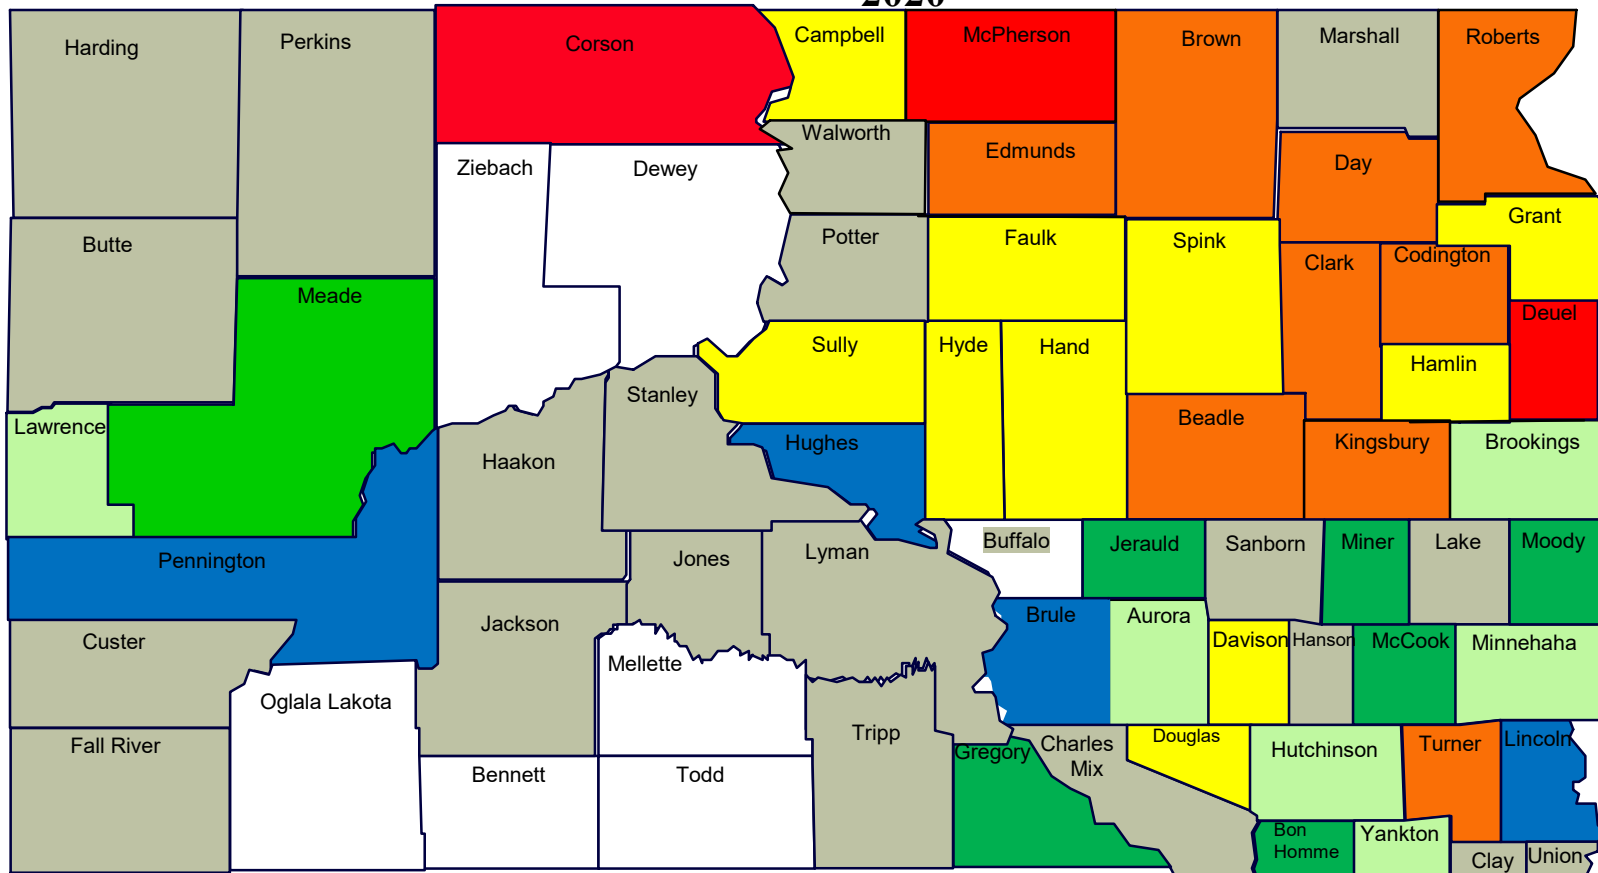 2020
Harding
Perkins
Corson
Campbell
McPherson
Brown
Marshall
Roberts
Walworth
Edmunds
Day
Ziebach
Dewey
Butte
Potter
Faulk
Spink
Grant
Clark
Codington
Meade
Deuel
Sully
Hyde
Hand
Hamlin
Stanley
Lawrence
Beadle
Hughes
Kingsbury
Brookings
Haakon
Pennington
Jones
Lyman
Buffalo
Jerauld
Sanborn
Miner
Lake
Moody
Custer
Jackson
Brule
Aurora
Mellette
Davison
Hanson
McCook
Minnehaha
Oglala Lakota
Fall River
Tripp
Gregory
Charles
Mix
Douglas
Hutchinson
Turner
Lincoln
Bennett
Todd
Bon
Homme
Yankton
Clay
Union